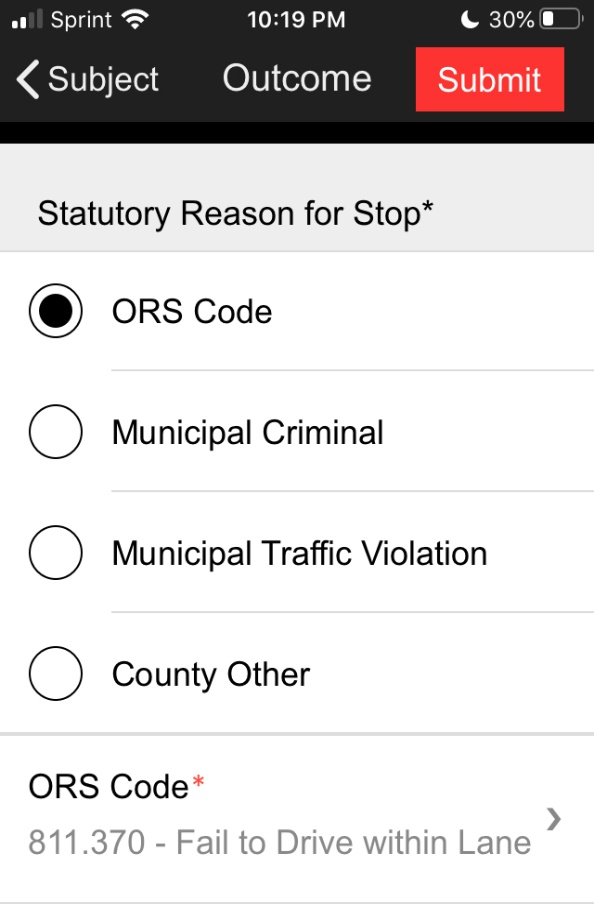 Sprint 10:19 PM 30%
Subject Outcome Submit
Statutory Reason for Stop*
ORS Code
Municipal Criminal
Municipal Traffic Violation
County Other
ORS Code*
811.370 - Fail to Drive within Lane